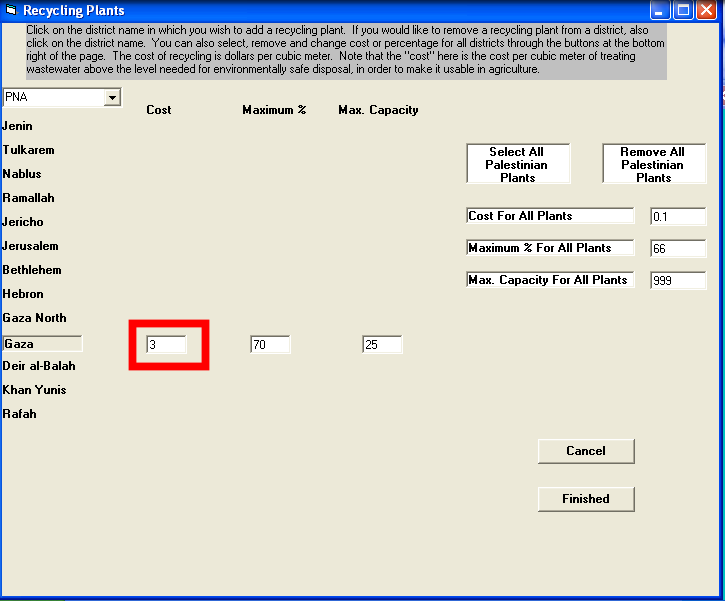 Recycling Plants
Click on the district name in which you wish to add a recycling plant.  If you would like to remove a recycling plant from a district, also
click on the district name.  You can also select, remove and change cost or percentage for all districts through the buttons at the bottom
right of the page.  The cost of recycling is dollars per cubic meter.  Note that the "cost" here is the cost per cubic meter of treating
wastewater above the level needed for environmentally safe disposal, in order to make it usable in agriculture.
PNA
Cost Maximum % Max. Capacity
Jenin
Tulkarem
Nablus
Ramallah
Jericho
Jerusalem
Bethlehem
Hebron
Gaza North
Gaza 3 70 25
Deir al-Balah
Khan Yunis
Rafah
Select All
Palestinian
Plants
Remove All
Palestinian
Plants
Cost For All Plants 0.1
Maximum % For All Plants 66
Max. Capacity For All Plants 999
Cancel
Finished